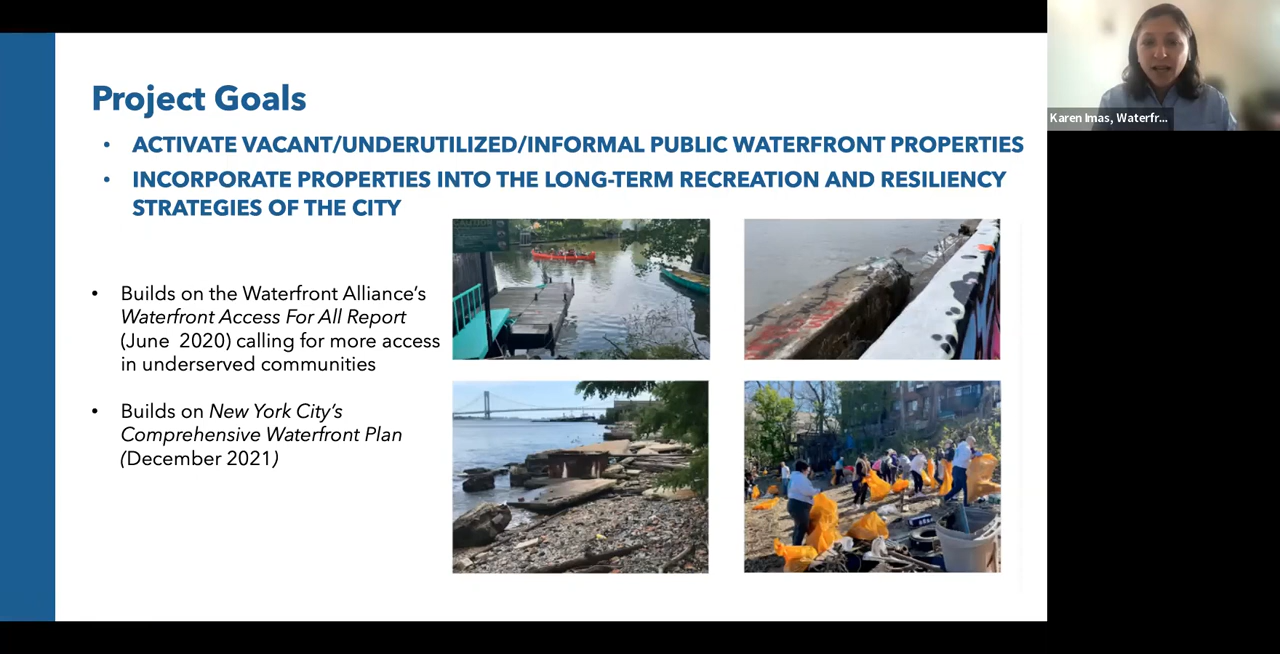 Project Goals
• ACTIVATE VACANT/UNDERUTILIZED/INFORMAL PUBLIC WATERFRONT PROPERTIES
• INCORPORATE PROPERTIES INTO THE LONG-TERM RECREATION AND RESILIENCY
STRATEGIES OF THE CITY
• Builds on the Waterfront Alliance’s
Waterfront Access For All Report
(June 2020) calling for more access
in underserved communities
• Builds on New York City’s
Comprehensive Waterfront Plan
(December 2021)
Karen Imas, Waterfr...